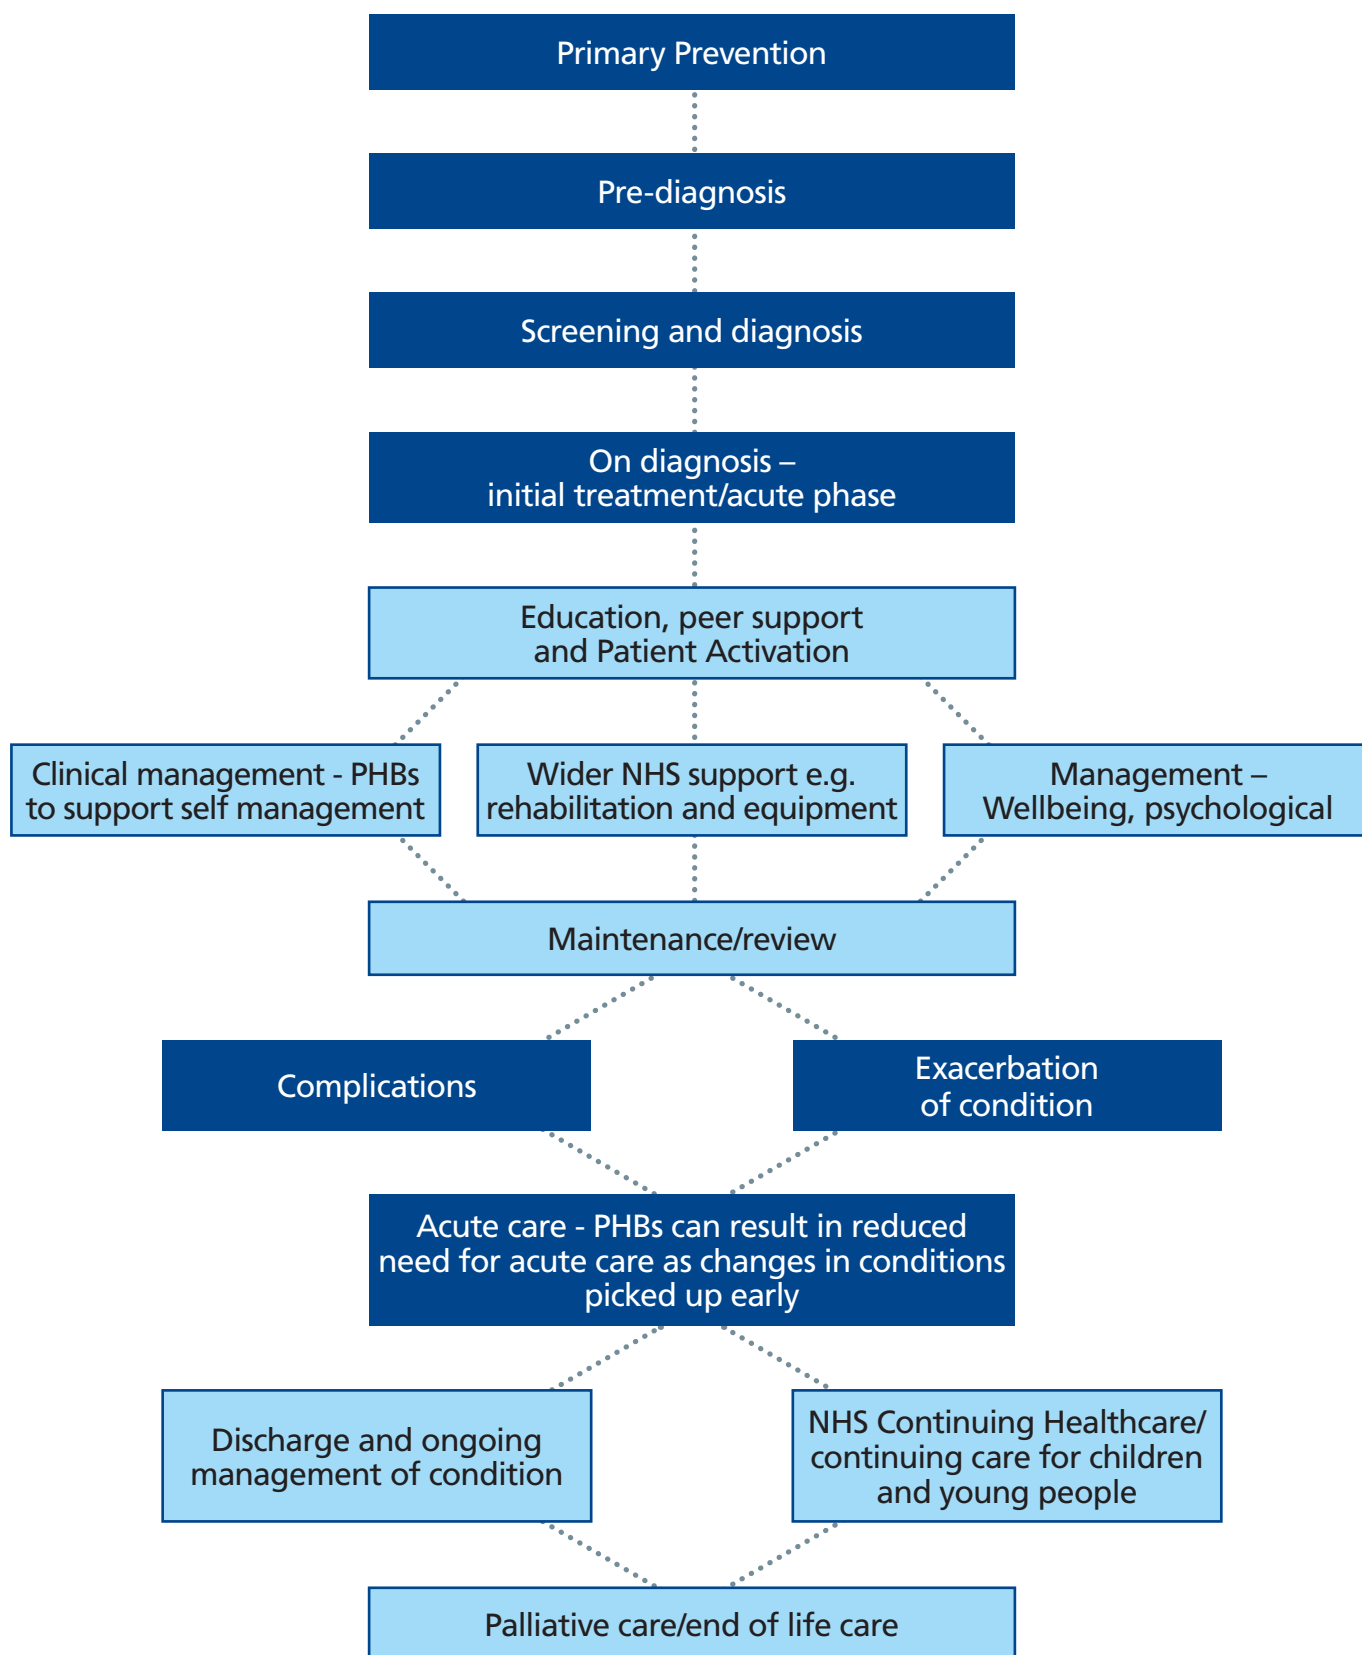 Primary Prevention
Pre-diagnosis
Screening and diagnosis
On diagnosis –
initial treatment/acute phase
Education, peer support
and Patient Activation
Clinical management - PHBs
to support self management
Wider NHS support e.g.
rehabilitation and equipment
Management –
Wellbeing, psychological
Maintenance/review
Complications
Exacerbation
of condition
Acute care - PHBs can result in reduced
need for acute care as changes in conditions
picked up early
Discharge and ongoing
management of condition
NHS Continuing Healthcare/
continuing care for children
and young people
Palliative care/end of life care